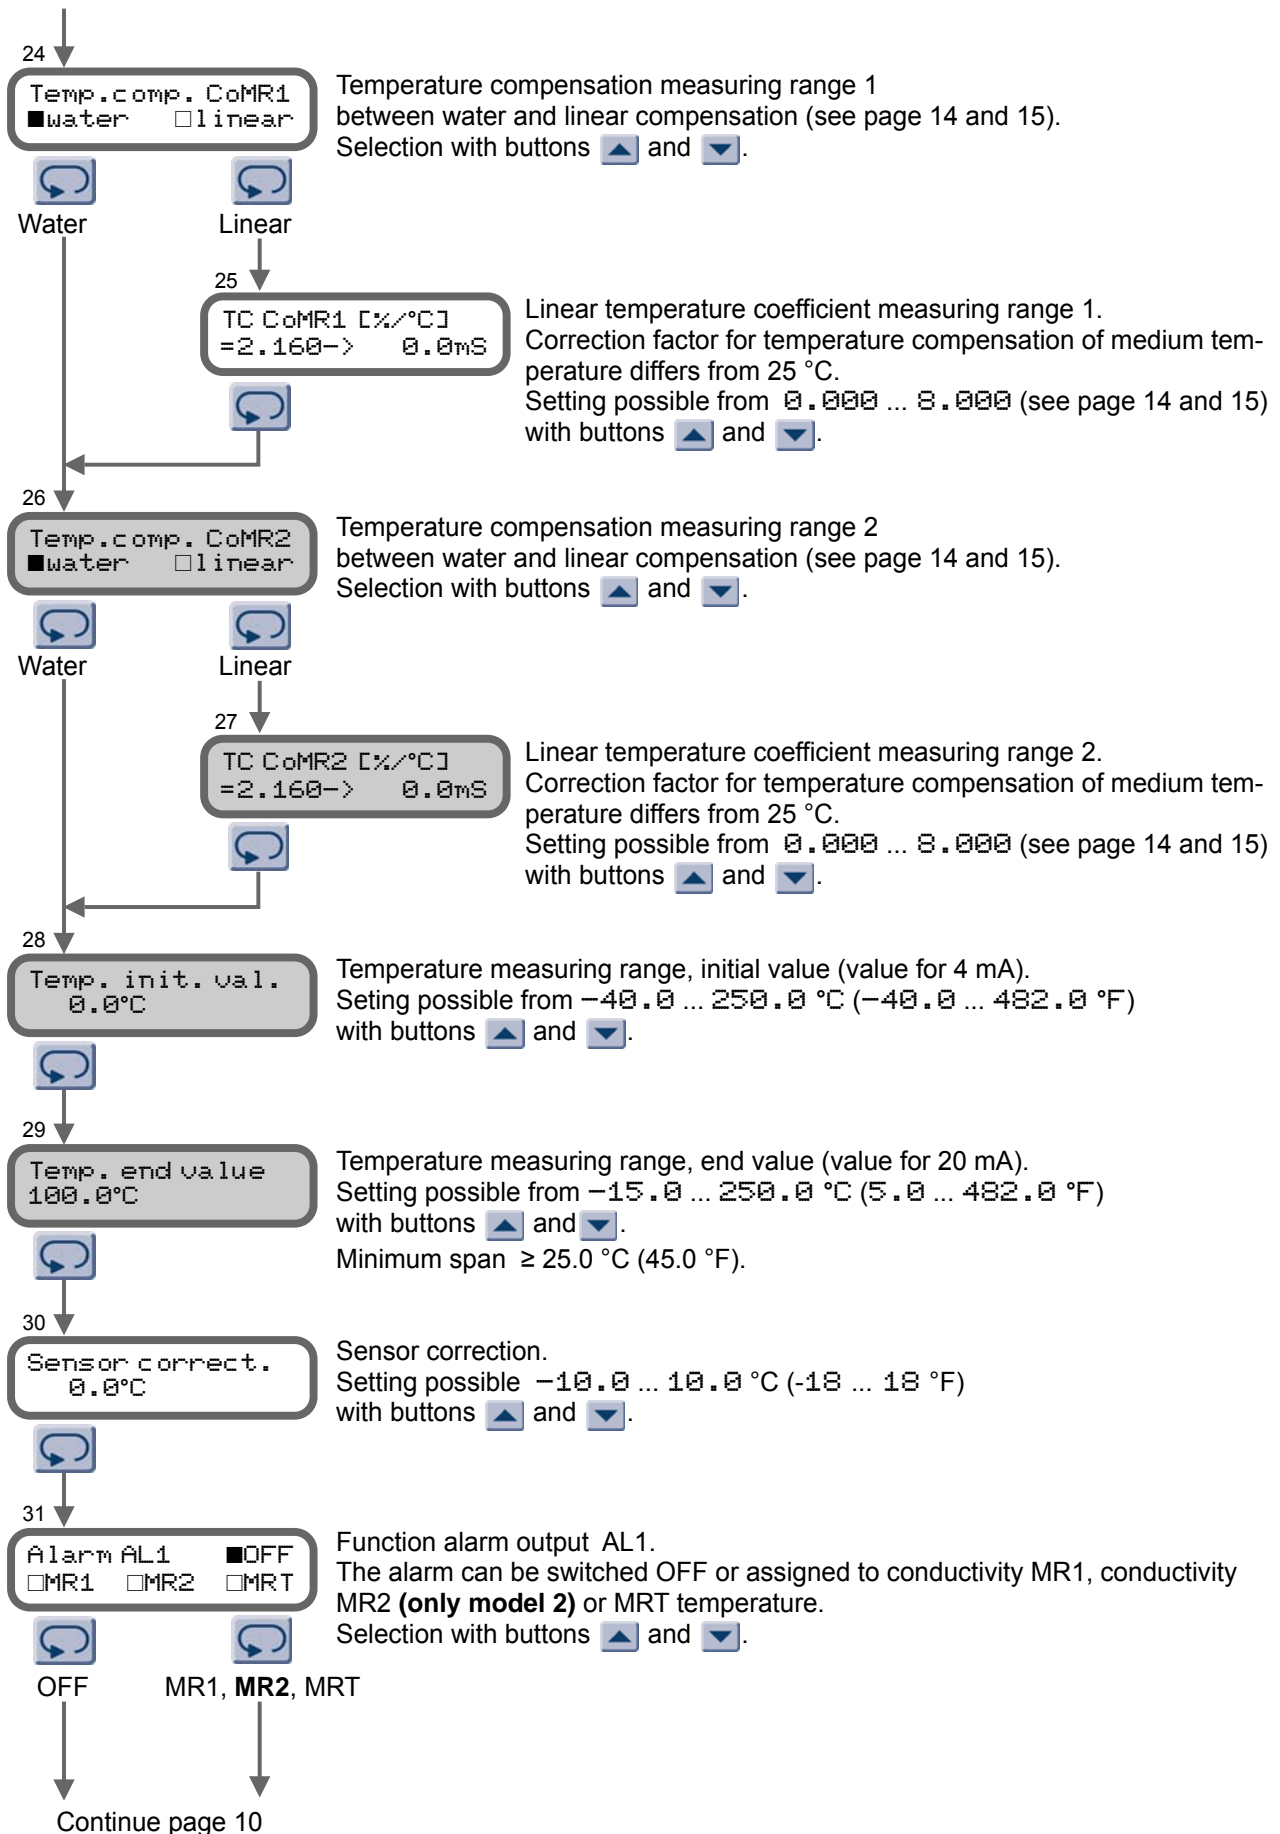 24
Temp.comp. CoMR1
■water □linear
Temperature compensation measuring range 1
between water and linear compensation (see page 14 and 15).
Selection with buttons and .
Water Linear
25
TC CoMR1 [%/°C]
=2.160-> 0.0mS
Linear temperature coefficient measuring range 1.
Correction factor for temperature compensation of medium tem-
perature differs from 25 °C.
Setting possible from 0.000 ... 8.000 (see page 14 and 15)
with buttons and .
26
Temp.comp. CoMR2
■water □linear
Temperature compensation measuring range 2
between water and linear compensation (see page 14 and 15).
Selection with buttons and .
Water Linear
27
TC CoMR2 [%/°C]
=2.160-> 0.0mS
Linear temperature coefficient measuring range 2.
Correction factor for temperature compensation of medium tem-
perature differs from 25 °C.
Setting possible from 0.000 ... 8.000 (see page 14 and 15)
with buttons and .
28
Temp. init. val.
0.0°C
Temperature measuring range, initial value (value for 4 mA).
Seting possible from −40.0 ... 250.0 °C (−40.0 ... 482.0 °F)
with buttons and .
29
Temp. end value
100.0°C
Temperature measuring range, end value (value for 20 mA).
Setting possible from −15.0 ... 250.0 °C (5.0 ... 482.0 °F)
with buttons and .
Minimum span ≥ 25.0 °C (45.0 °F).
30
Sensor correct.
0.0°C
Sensor correction.
Setting possible −10.0 ... 10.0 °C (-18 ... 18 °F)
with buttons and .
31
Alarm AL1 ■OFF
□MR1 □MR2 □MRT
Function alarm output AL1.
The alarm can be switched OFF or assigned to conductivity MR1, conductivity
MR2 (only model 2) or MRT temperature.
Selection with buttons and .
OFF MR1, MR2, MRT
Continue page 10